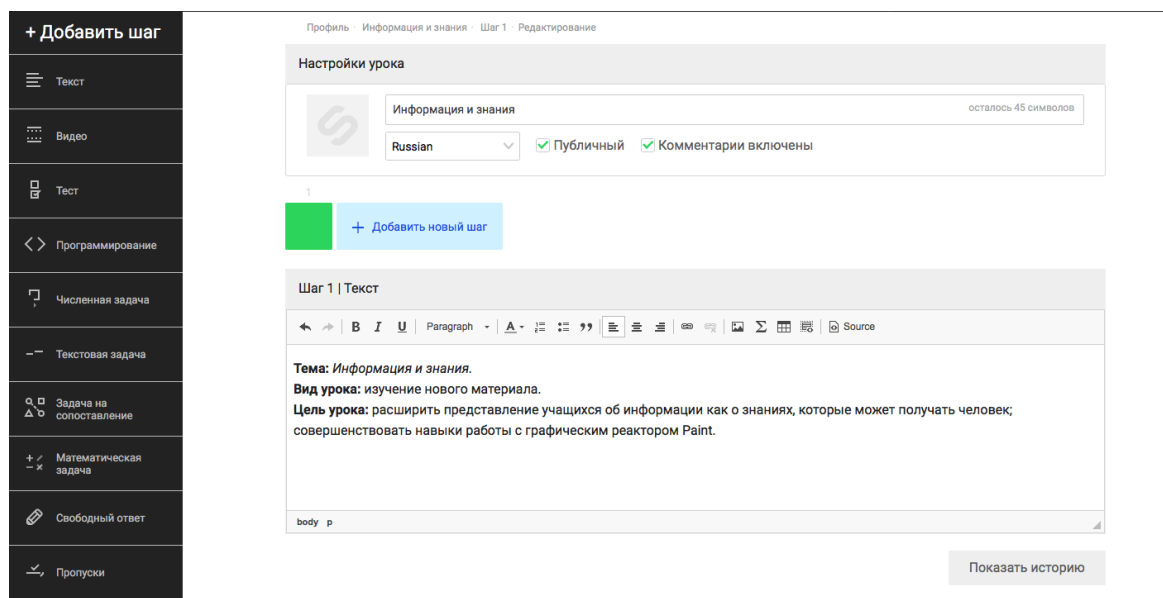 + Добавить шаг
Текст
Видео
Тест
Программирование
Численная задача
Текстовая задача
Задача на
сопоставление
Математическая
задача
Свободный ответ
Пропуски
Профиль · Информация и знания · Шаг 1 · Редактирование
Настройки урока
Информация и знания осталось 45 символов
Russian Публичный Комментарии включены
1
+ Добавить новый шаг
Шаг 1 | Текст
B I U Paragraph A Source
Тема: Информация и знания.
Вид урока: изучение нового материала.
Цель урока: расширить представление учащихся об информации как о знаниях, которые может получать человек;
совершенствовать навыки работы с графическим реактором Paint.
body p
Показать историю